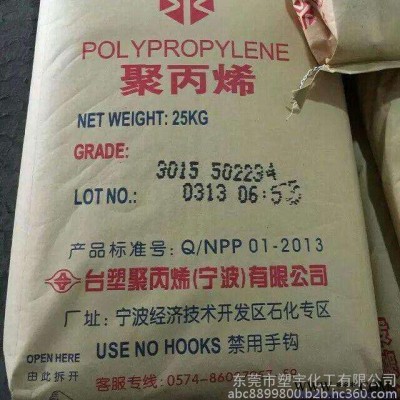 POLYPROPYLENE
聚丙烯
NET WEIGHT: 25KG
GRADE: 3015 502234
LOT NO.: 0313 06:55
产品标准号: Q/NPP 01-2013
台塑聚丙烯(宁波)有限公司
厂址: 宁波经济技术开发区石化专区
OPEN HERE USE NO HOOKS 禁用手钩
由此拆开 客服专线: 0574-860
东莞市塑宝化工有限公司
abc8899800.b2b.hc360.com